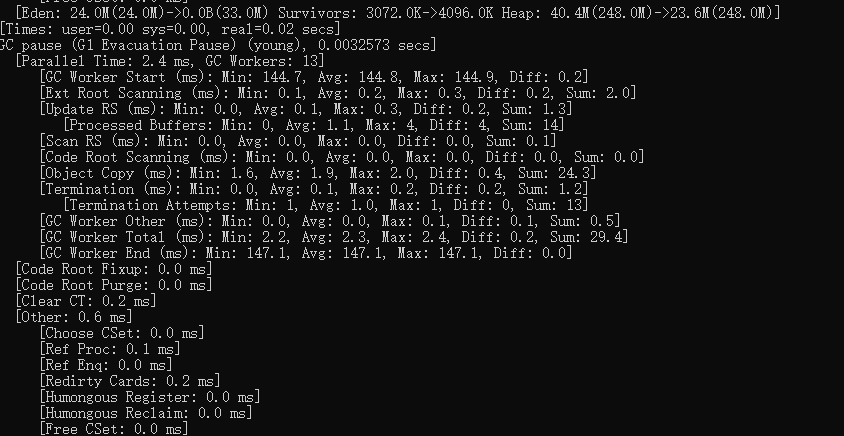 [Eden: 24.0M(24.0M)->0.0B(33.0M) Survivors: 3072.0K->4096.0K Heap: 40.4M(248.0M)->23.6M(248.0M)]
[Times: user=0.00 sys=0.00, real=0.02 secs]
GC pause (G1 Evacuation Pause) (young), 0.0032573 secs]
[Parallel Time: 2.4 ms, GC Workers: 13]
[GC Worker Start (ms): Min: 144.7, Avg: 144.8, Max: 144.9, Diff: 0.2]
[Ext Root Scanning (ms): Min: 0.1, Avg: 0.2, Max: 0.3, Diff: 0.2, Sum: 2.0]
[Update RS (ms): Min: 0.0, Avg: 0.1, Max: 0.3, Diff: 0.2, Sum: 1.3]
[Processed Buffers: Min: 0, Avg: 1.1, Max: 4, Diff: 4, Sum: 14]
[Scan RS (ms): Min: 0.0, Avg: 0.0, Max: 0.0, Diff: 0.0, Sum: 0.1]
[Code Root Scanning (ms): Min: 0.0, Avg: 0.0, Max: 0.0, Diff: 0.0, Sum: 0.0]
[Object Copy (ms): Min: 1.6, Avg: 1.9, Max: 2.0, Diff: 0.4, Sum: 24.3]
[Termination (ms): Min: 0.0, Avg: 0.1, Max: 0.2, Diff: 0.2, Sum: 1.2]
[Termination Attempts: Min: 1, Avg: 1.0, Max: 1, Diff: 0, Sum: 13]
[GC Worker Other (ms): Min: 0.0, Avg: 0.0, Max: 0.1, Diff: 0.1, Sum: 0.5]
[GC Worker Total (ms): Min: 2.2, Avg: 2.3, Max: 2.4, Diff: 0.2, Sum: 29.4]
[GC Worker End (ms): Min: 147.1, Avg: 147.1, Max: 147.1, Diff: 0.0]
[Code Root Fixup: 0.0 ms]
[Code Root Purge: 0.0 ms]
[Clear CT: 0.2 ms]
[Other: 0.6 ms]
[Choose CSet: 0.0 ms]
[Ref Proc: 0.1 ms]
[Ref Enq: 0.0 ms]
[Redirty Cards: 0.2 ms]
[Humongous Register: 0.0 ms]
[Humongous Reclaim: 0.0 ms]
[Free CSet: 0.0 ms]